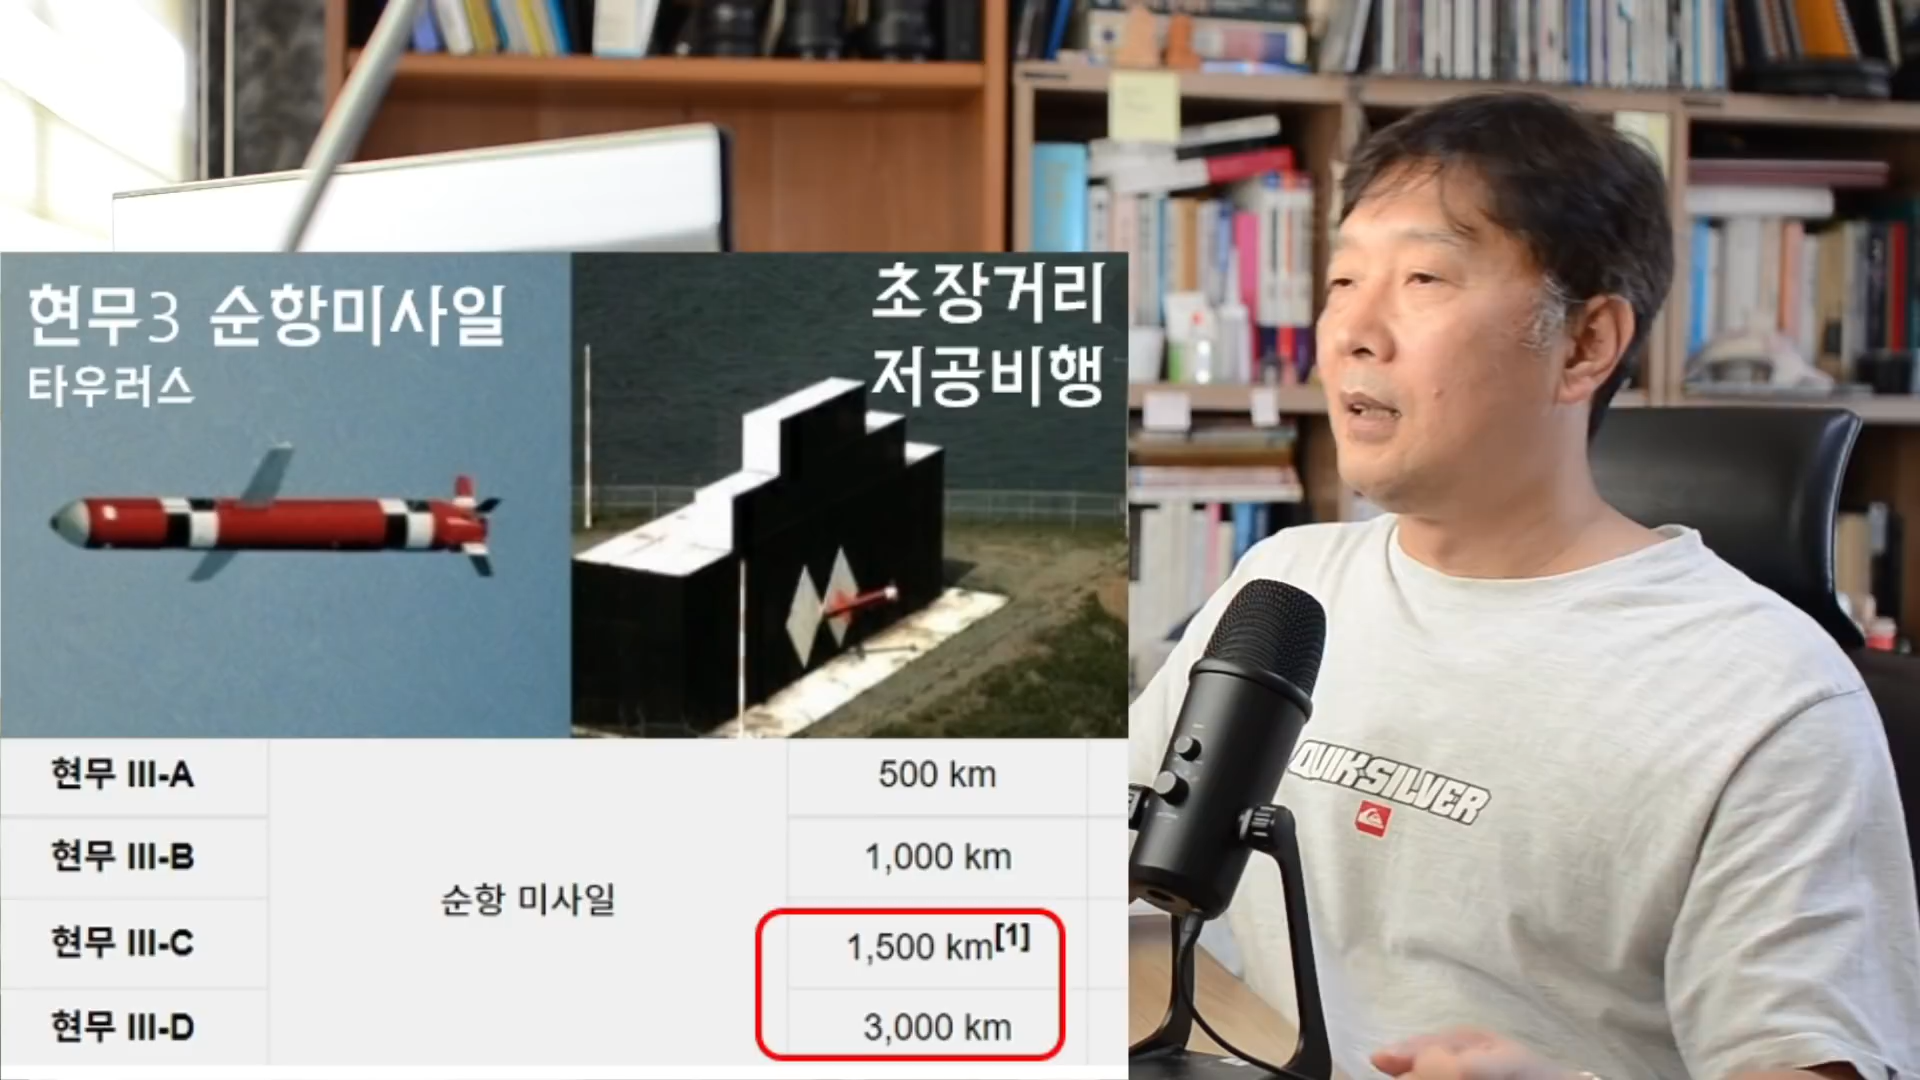 현무3 순항미사일
타우러스
초장거리
저공비행
현무 III-A
500 km
현무 III-B
1,000 km
순항 미사일
현무 III-C
1,500 km[1]
현무 III-D
3,000 km
QUIKSILVER